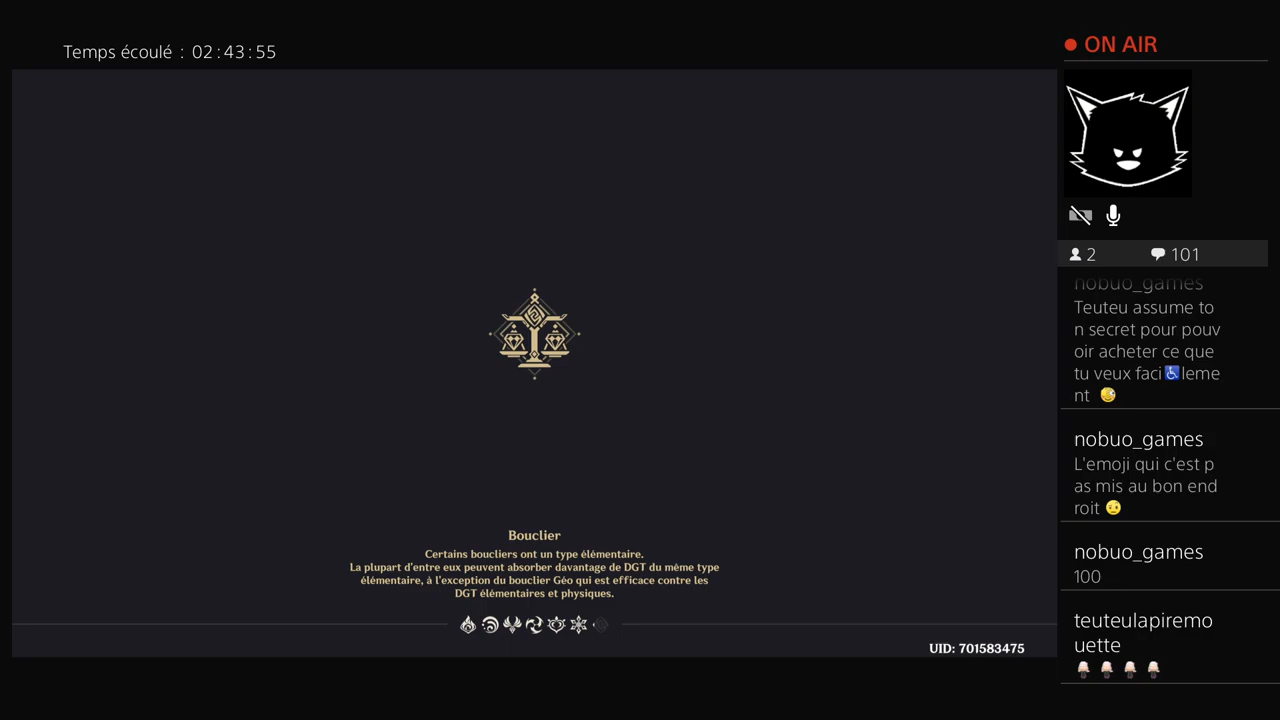 Temps écoulé : 02:43:55
ON AIR
2 101
nobuo_games
Teuteu assume to
n secret pour pouv
oir acheter ce que
tu veux faci♿leme
nt 🧐
nobuo_games
L'emoji qui c'est p
as mis au bon end
roit 🤨
nobuo_games
100
teuteulapiremo
uette
Bouclier
Certains boucliers ont un type élémentaire.
La plupart d'entre eux peuvent absorber davantage de DGT du même type
élémentaire, à l'exception du bouclier Géo qui est efficace contre les
DGT élémentaires et physiques.
UID: 701583475